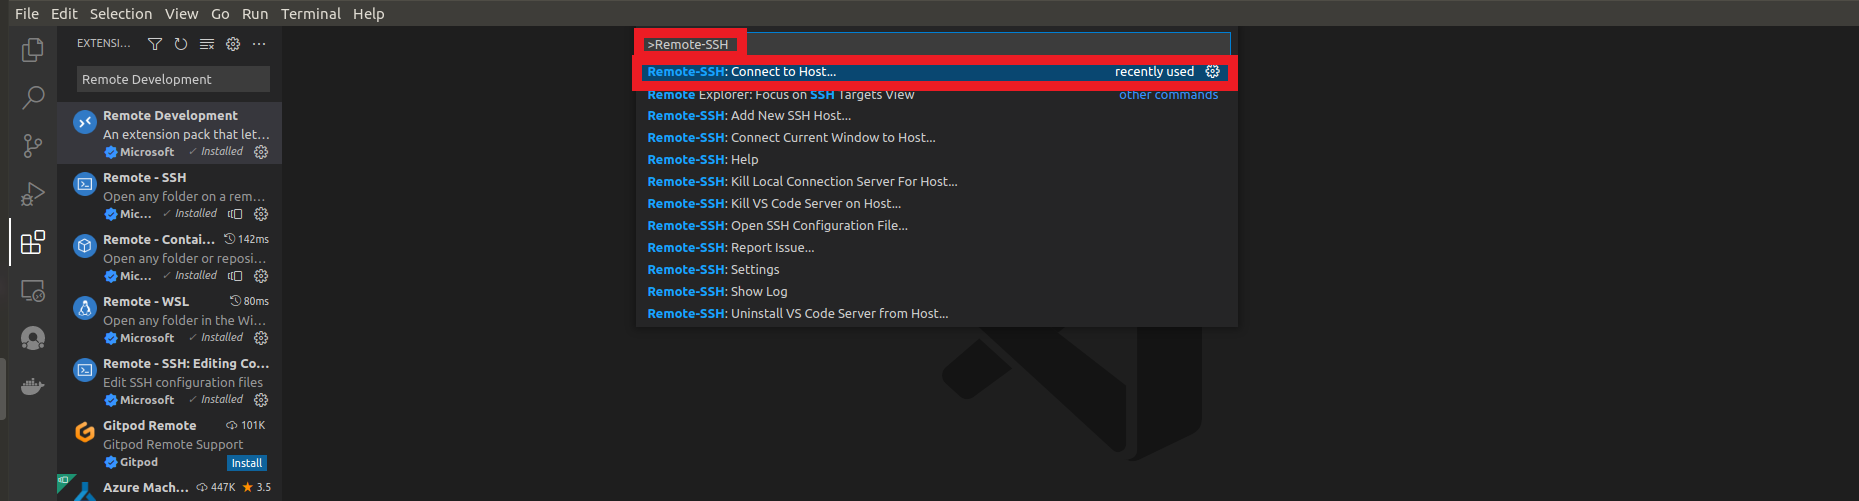 File Edit Selection View Go Run Terminal Help
EXTENSI...
Remote Development
Remote Development
An extension pack that let...
Microsoft ✓ Installed
Remote - SSH
Open any folder on a rem...
Mic... ✓ Installed
Remote - Contai... 142ms
Open any folder or reposi...
Mic... ✓ Installed
Remote - WSL 80ms
Open any folder in the Wi...
Microsoft ✓ Installed
Remote - SSH: Editing Co...
Edit SSH configuration files
Microsoft ✓ Installed
Gitpod Remote 101K
Gitpod Remote Support
Gitpod Install
Azure Mach... 447K ★ 3.5
>Remote-SSH
Remote-SSH: Connect to Host... recently used
Remote Explorer: Focus on SSH Targets View other commands
Remote-SSH: Add New SSH Host...
Remote-SSH: Connect Current Window to Host...
Remote-SSH: Help
Remote-SSH: Kill Local Connection Server For Host...
Remote-SSH: Kill VS Code Server on Host...
Remote-SSH: Open SSH Configuration File...
Remote-SSH: Report Issue...
Remote-SSH: Settings
Remote-SSH: Show Log
Remote-SSH: Uninstall VS Code Server from Host...